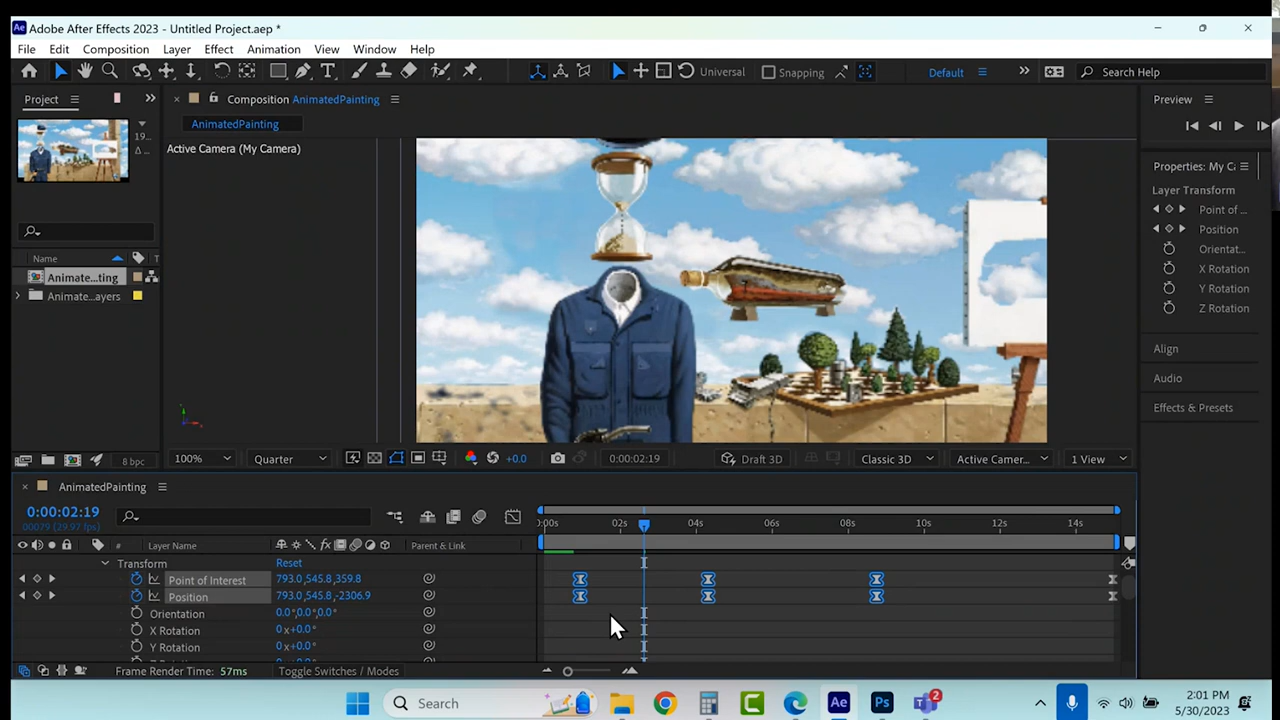 Ae Adobe After Effects 2023 - Untitled Project.aep *
File Edit Composition Layer Effect Animation View Window Help
Universal Snapping Default Search Help
Project Composition AnimatedPainting Preview
AnimatedPainting
19...
Active Camera (My Camera)
Properties: My C
Layer Transform
Point of ...
Position
Orientat...
X Rotation
Y Rotation
Z Rotation
Name T
Animate...ting
Animate...ayers
Align
Audio
Effects & Presets
8 bpc 100% Quarter +0.0 0:00:02:19 Draft 3D Classic 3D Active Camer... 1 View
AnimatedPainting
0:00:02:19
00079 (29.97 fps)
:00s 02s 04s 06s 08s 10s 12s 14s
# Layer Name Parent & Link
Transform Reset
Point of Interest 793.0,545.8,359.8
Position 793.0,545.8,-2306.9
Orientation 0.0°,0.0°,0.0°
X Rotation 0x+0.0°
Y Rotation 0x+0.0°
Frame Render Time: 57ms Toggle Switches / Modes
Search Ae Ps 2 2:01 PM
5/30/2023